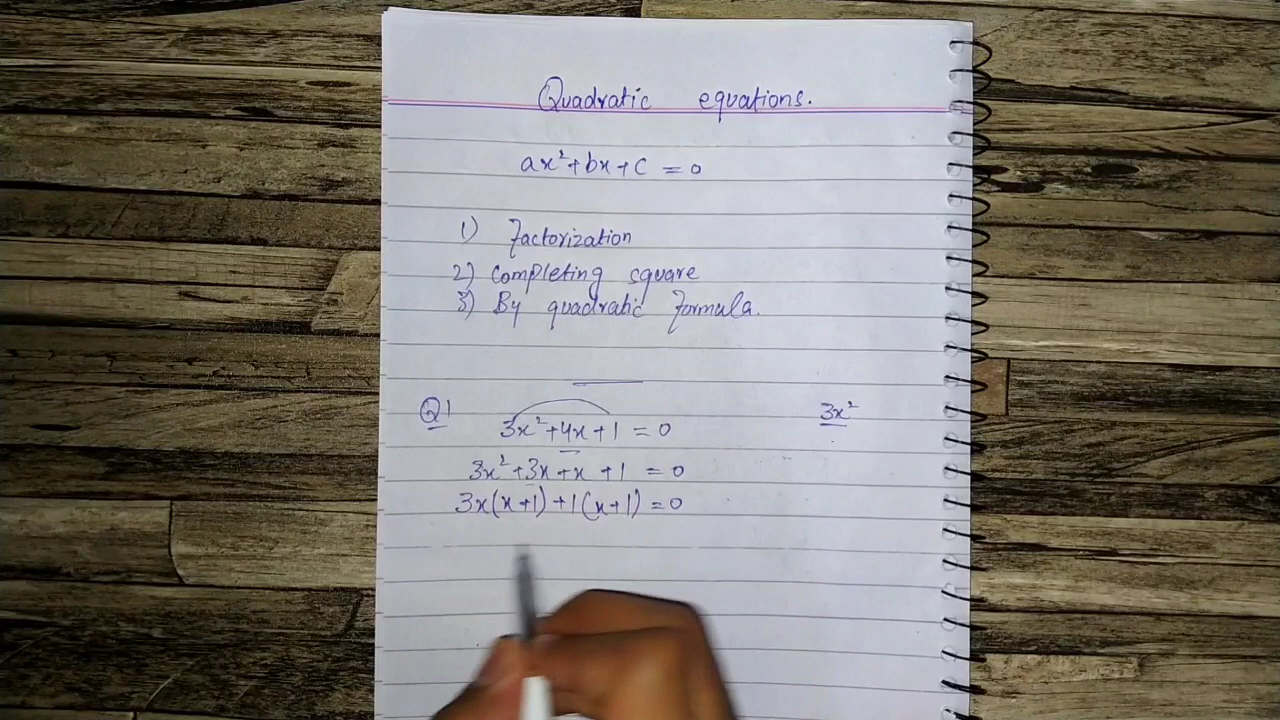 Quadratic equations.
ax²+bx+c = 0
1) Factorization
2) Completing square
3) By quadratic formula.
Q1 3x²+4x+1 = 0 3x²
3x²+3x+x+1 = 0
3x(x+1)+1(x+1) = 0